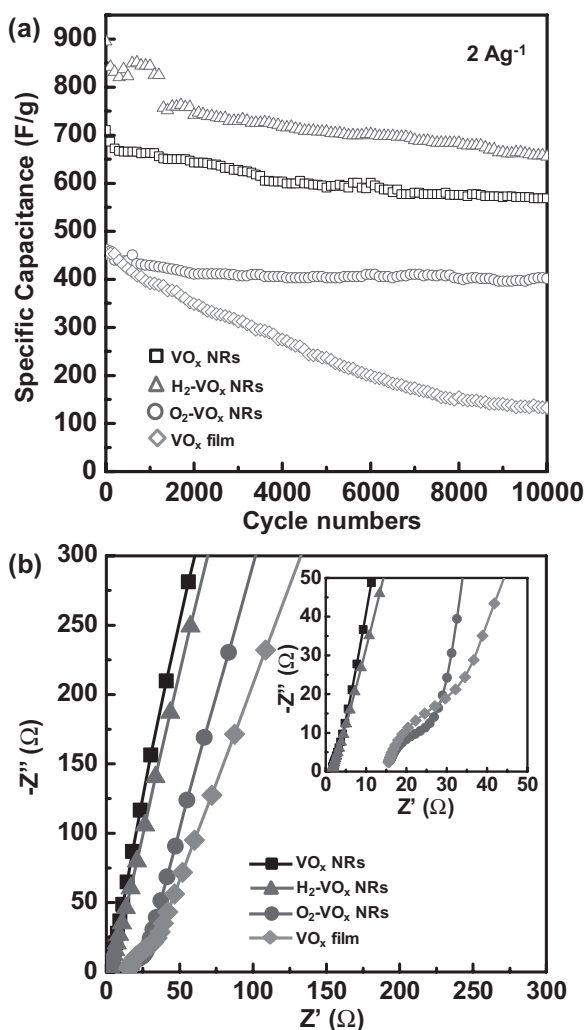 (a)
2 Ag⁻¹
Specific Capacitance (F/g)
900
800
700
600
500
400
300
200
100
0
VOₓ NRs
H₂-VOₓ NRs
O₂-VOₓ NRs
VOₓ film
0 2000 4000 6000 8000 10000
Cycle numbers
(b)
-Z″ (Ω)
300
250
200
150
100
50
0
-Z″ (Ω)
50
40
30
20
10
0
0 10 20 30 40 50
Z' (Ω)
VOₓ NRs
H₂-VOₓ NRs
O₂-VOₓ NRs
VOₓ film
0 50 100 150 200 250 300
Z' (Ω)